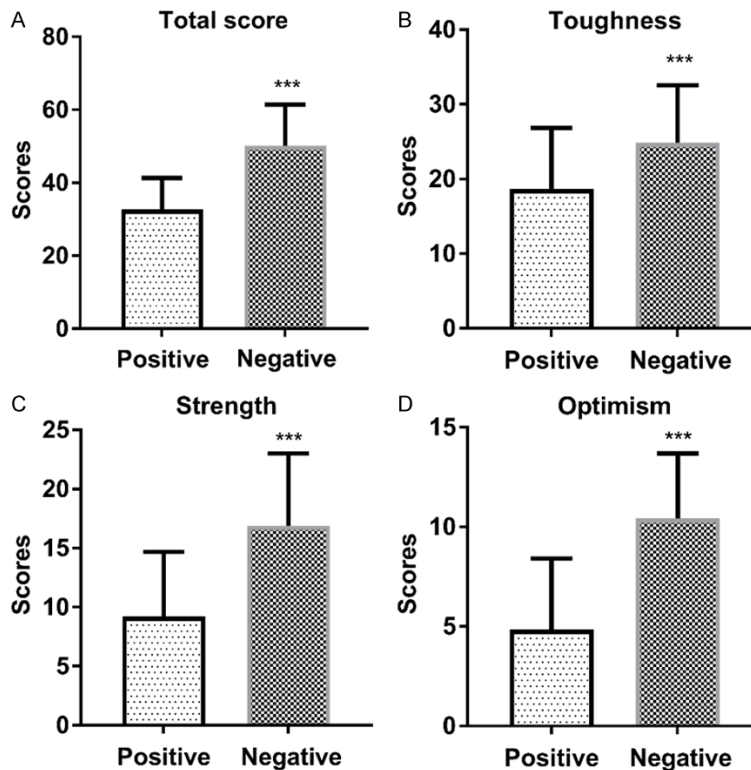 A
Total score
80
60
40
20
0
Scores
***
Positive Negative
B
Toughness
40
30
20
10
0
Scores
***
Positive Negative
C
Strength
25
20
15
10
5
0
Scores
***
Positive Negative
D
Optimism
15
10
5
0
Scores
***
Positive Negative